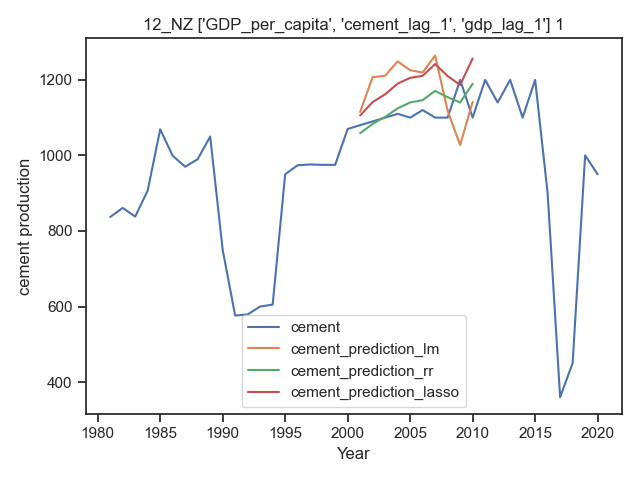 12_NZ ['GDP_per_capita', 'cement_lag_1', 'gdp_lag_1'] 1
cement production
1200
1000
800
600
400
cement
cement_prediction_lm
cement_prediction_rr
cement_prediction_lasso
1980 1985 1990 1995 2000 2005 2010 2015 2020
Year